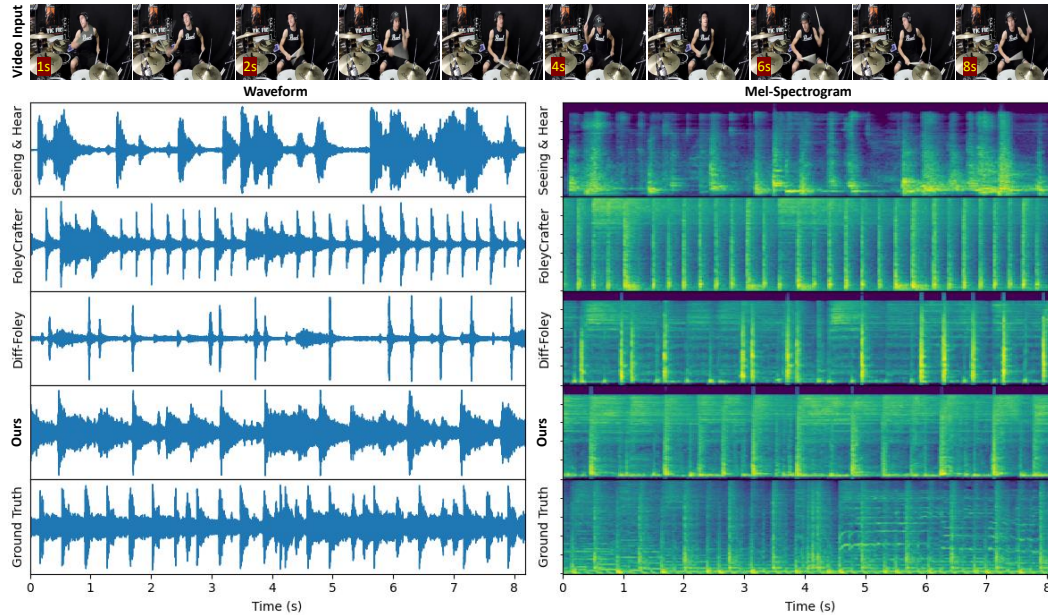 Video Input
1s
2s
4s
6s
8s
Waveform
Mel-Spectrogram
Seeing & Hear
Seeing & Hear
FoleyCrafter
FoleyCrafter
Diff-Foley
Diff-Foley
Ours
Ours
Ground Truth
Ground Truth
0 1 2 3 4 5 6 7 8
0 1 2 3 4 5 6 7 8
Time (s)
Time (s)